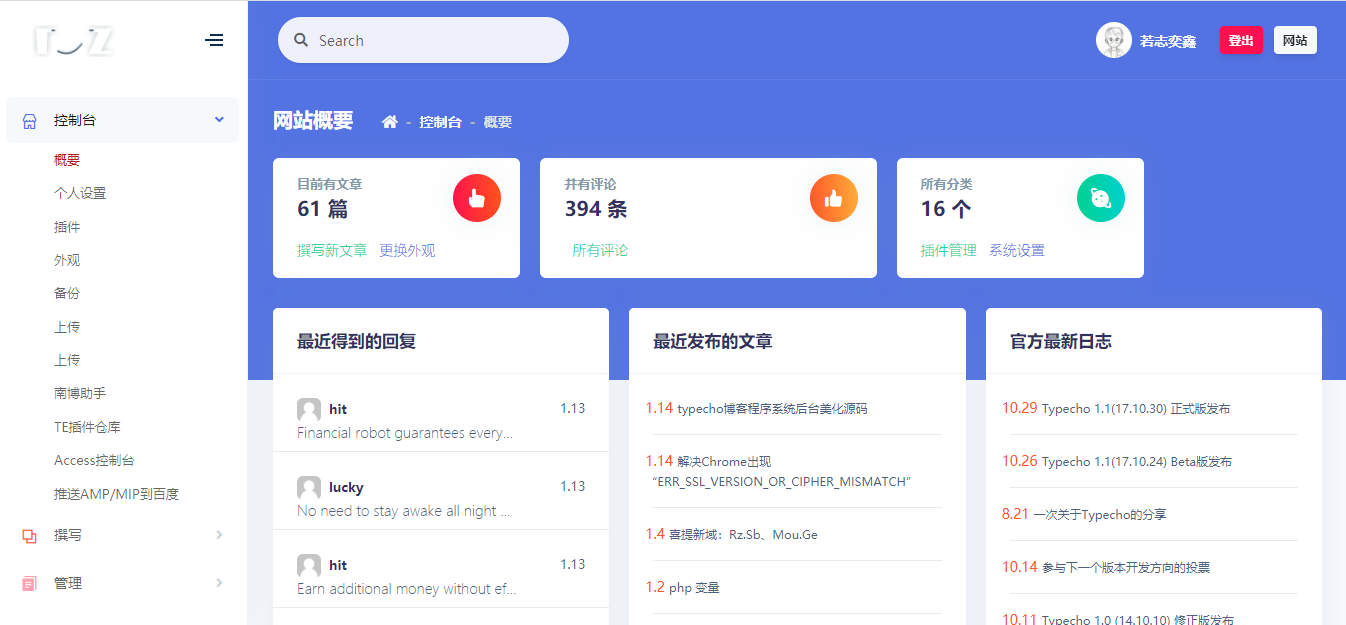 Search
若志奕鑫
登出
网站
控制台
概要
个人设置
插件
外观
备份
上传
上传
南博助手
TE插件仓库
Access控制台
推送AMP/MIP到百度
撰写
管理
网站概要
- 控制台 - 概要
目前有文章
61 篇
撰写新文章 更换外观
井有评论
394 条
所有评论
所有分类
16 个
插件管理 系统设置
最近得到的回复
hit 1.13
Financial robot guarantees every...
lucky 1.13
No need to stay awake all night ...
hit 1.13
Earn additional money without ef...
最近发布的文章
1.14 typecho博客程序系统后台美化源码
1.14 解决Chrome出现
“ERR_SSL_VERSION_OR_CIPHER_MISMATCH”
1.4 喜提新域：Rz.Sb、Mou.Ge
1.2 php 变量
官方最新日志
10.29 Typecho 1.1(17.10.30) 正式版发布
10.26 Typecho 1.1(17.10.24) Beta版发布
8.21 一次关于Typecho的分享
10.14 参与下一个版本开发方向的投票
10.11 Typecho 1.0 (14.10.10) 修正版发布